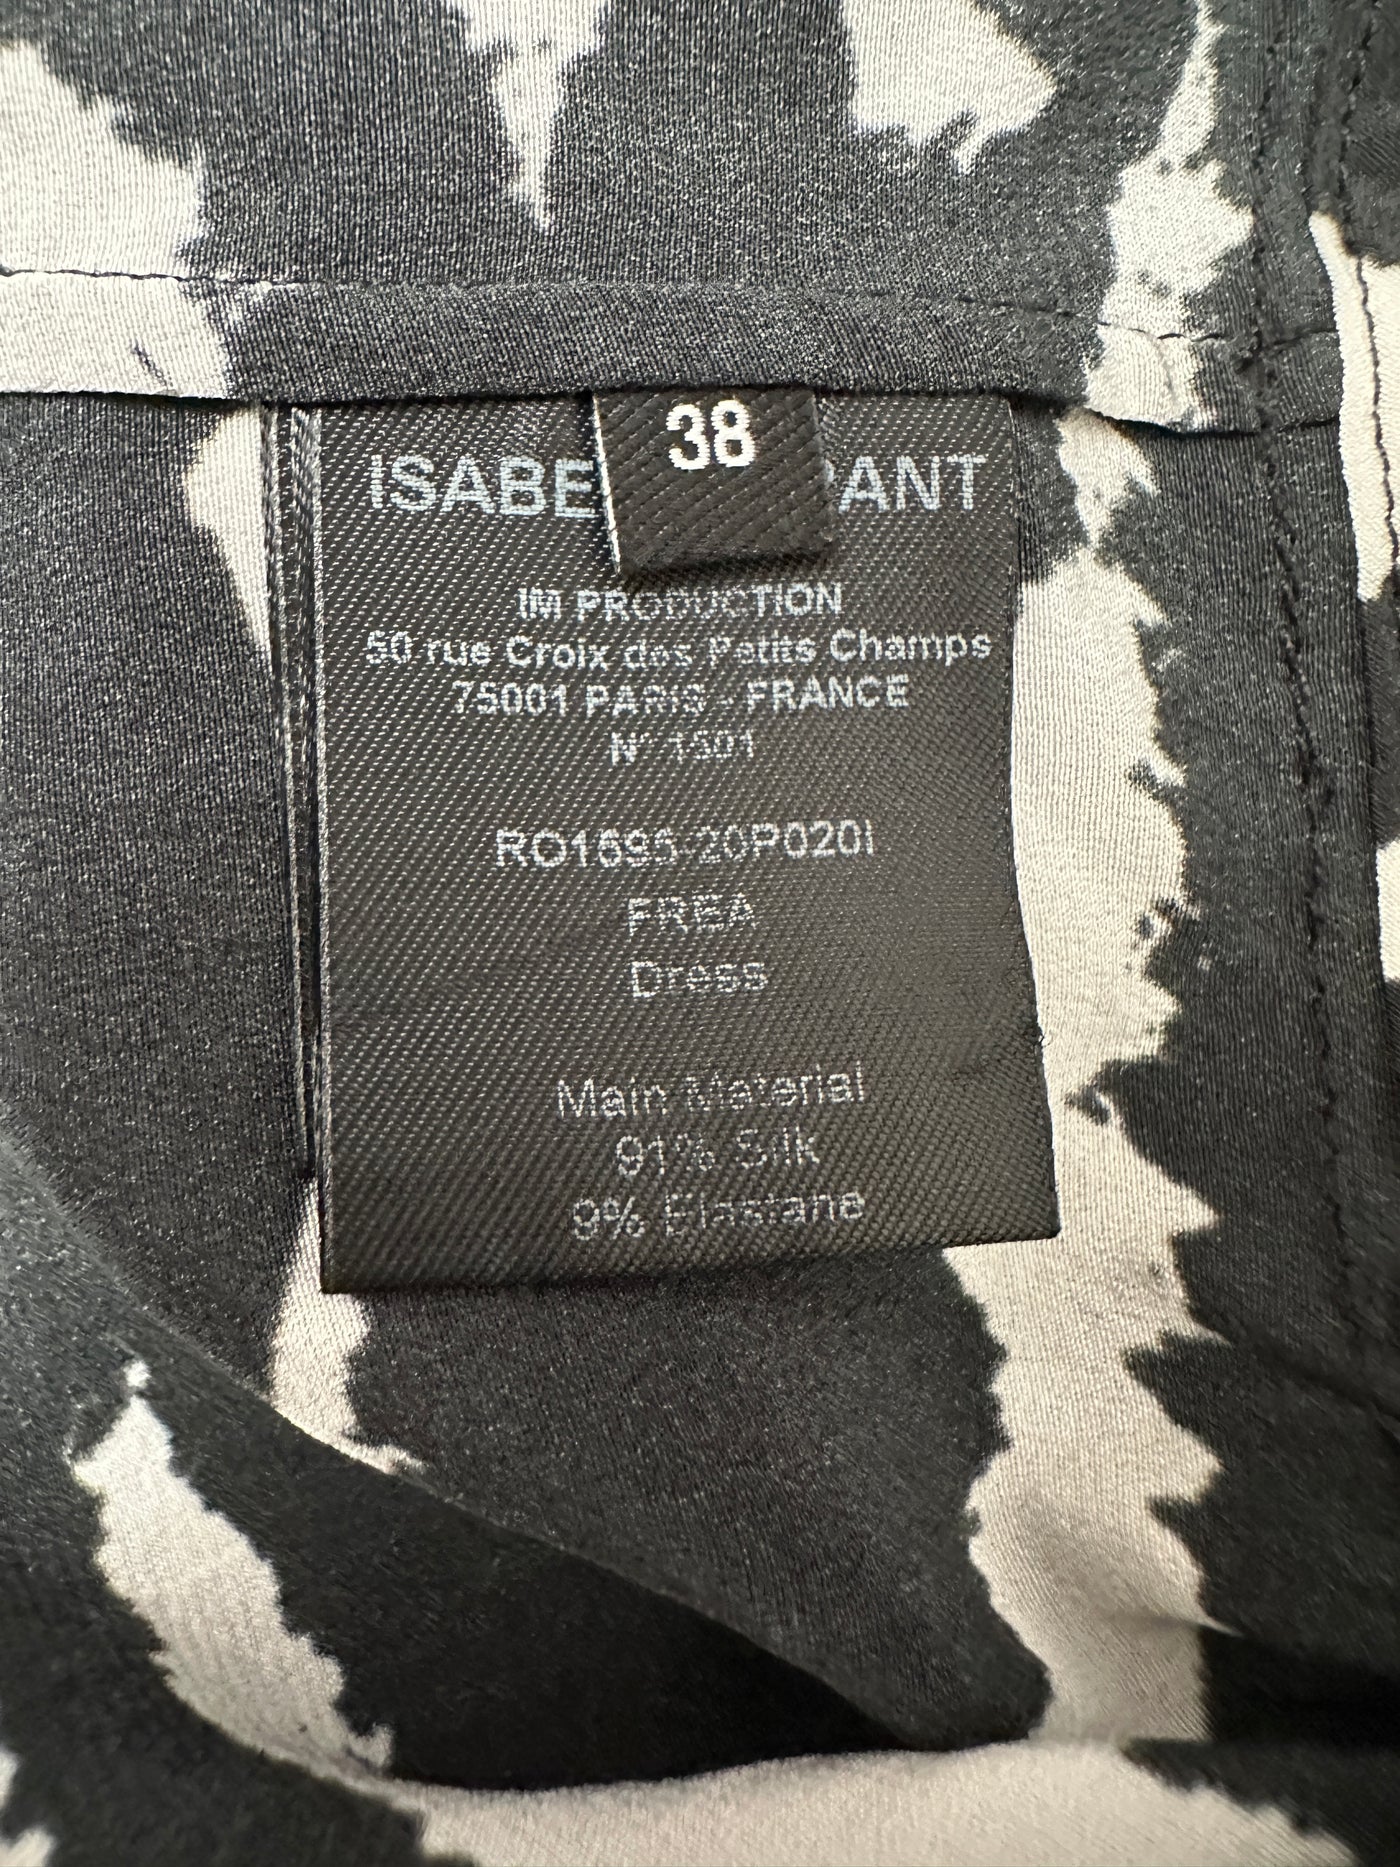 38
ISABE RANT
IM PRODUCTION
50 rue Croix des Petits Champs
75001 PARIS - FRANCE
N° 1501
RO1695-20P020I
FREA
Dress
Main Material
91% Silk
9% Elastane